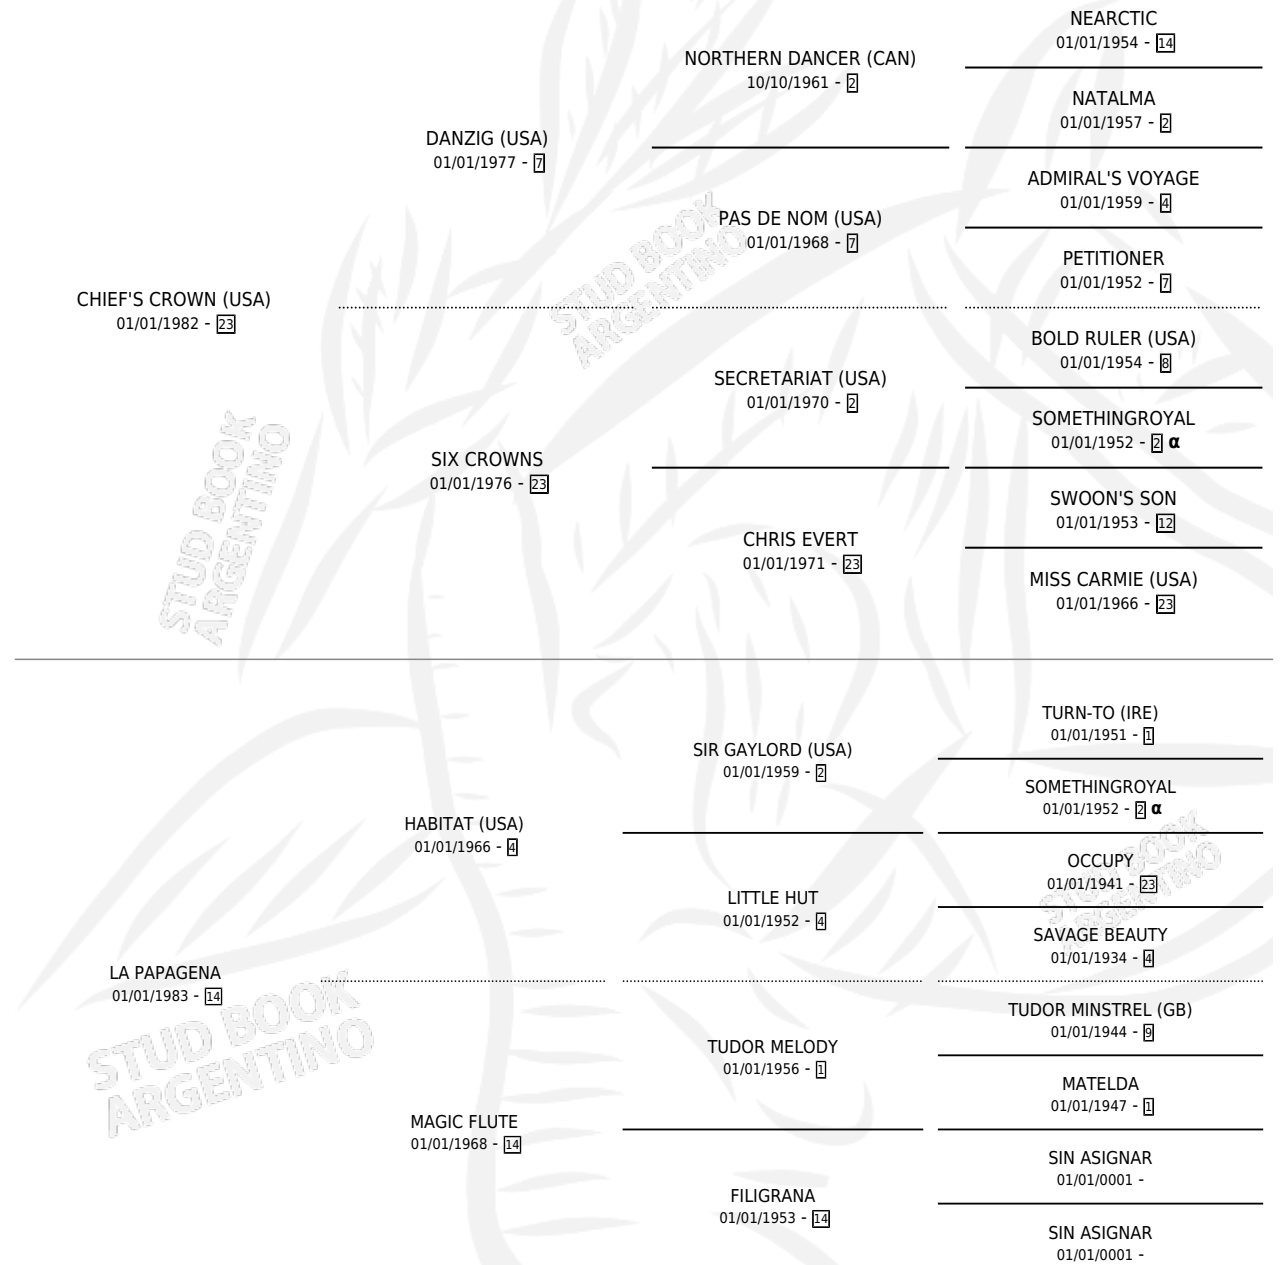 NEARCTIC
01/01/1954 - 14
NORTHERN DANCER (CAN)
10/10/1961 - 2
NATALMA
01/01/1957 - 2
DANZIG (USA)
01/01/1977 - 7
ADMIRAL'S VOYAGE
01/01/1959 - 4
PAS DE NOM (USA)
01/01/1968 - 7
PETITIONER
01/01/1952 - 7
CHIEF'S CROWN (USA)
01/01/1982 - 23
BOLD RULER (USA)
01/01/1954 - 8
SECRETARIAT (USA)
01/01/1970 - 2
SOMETHINGROYAL
01/01/1952 - 2 α
SIX CROWNS
01/01/1976 - 23
SWOON'S SON
01/01/1953 - 12
CHRIS EVERT
01/01/1971 - 23
MISS CARMIE (USA)
01/01/1966 - 23
TURN-TO (IRE)
01/01/1951 - 1
SIR GAYLORD (USA)
01/01/1959 - 2
SOMETHINGROYAL
01/01/1952 - 2 α
HABITAT (USA)
01/01/1966 - 4
OCCUPY
01/01/1941 - 23
LITTLE HUT
01/01/1952 - 4
SAVAGE BEAUTY
01/01/1934 - 4
LA PAPAGENA
01/01/1983 - 14
TUDOR MINSTREL (GB)
01/01/1944 - 9
TUDOR MELODY
01/01/1956 - 1
MATELDA
01/01/1947 - 1
MAGIC FLUTE
01/01/1968 - 14
SIN ASIGNAR
01/01/0001 -
FILIGRANA
01/01/1953 - 14
SIN ASIGNAR
01/01/0001 -
STUD BOOK
ARGENTINO
STUD BOOK
ARGENTINO
STUD BOOK
ARGENTINO
STUD BOOK
ARGENTINO